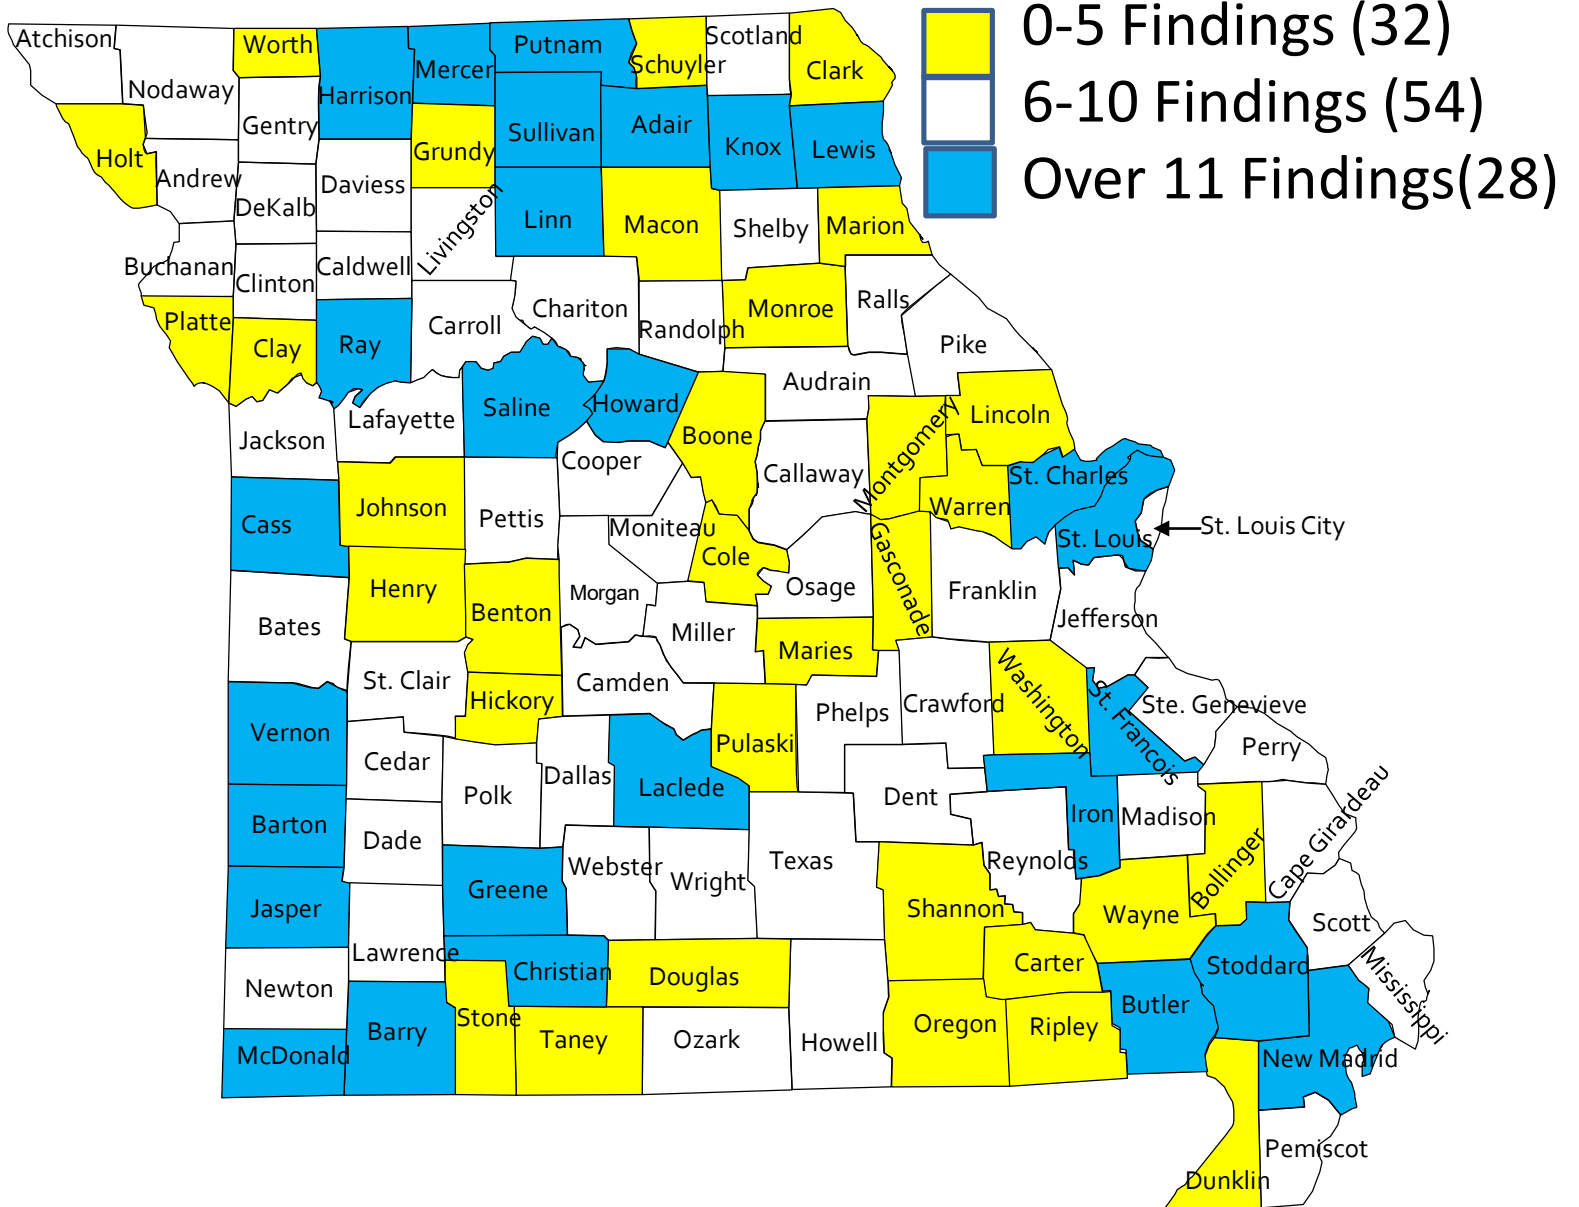 0-5 Findings (32)
6-10 Findings (54)
Over 11 Findings(28)
Atchison
Nodaway
Worth
Harrison
Mercer
Putnam
Schuyler
Scotland
Clark
Gentry
Holt
Andrew
DeKalb
Daviess
Grundy
Sullivan
Adair
Knox
Lewis
Livingston
Linn
Macon
Shelby
Marion
Buchanan
Clinton
Caldwell
Platte
Clay
Ray
Carroll
Chariton
Randolph
Monroe
Ralls
Pike
Audrain
Jackson
Lafayette
Saline
Howard
Boone
Cooper
Callaway
Montgomery
Lincoln
Warren
St. Charles
St. Louis
St. Louis City
Cass
Johnson
Pettis
Moniteau
Cole
Osage
Gasconade
Franklin
Jefferson
Bates
Henry
Benton
Morgan
Miller
Maries
St. Clair
Hickory
Camden
Pulaski
Phelps
Crawford
Washington
St. Francois
Ste. Genevieve
Perry
Vernon
Cedar
Polk
Dallas
Laclede
Dent
Iron
Madison
Bollinger
Cape Girardeau
Barton
Dade
Greene
Webster
Wright
Texas
Reynolds
Shannon
Wayne
Scott
Jasper
Lawrence
Christian
Douglas
Carter
Stoddard
Mississippi
Newton
McDonald
Barry
Stone
Taney
Ozark
Howell
Oregon
Ripley
Butler
New Madrid
Pemiscot
Dunklin